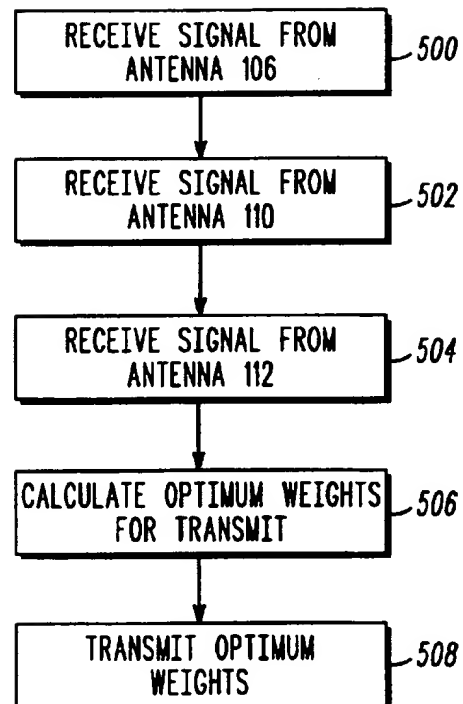 RECEIVE SIGNAL FROM
ANTENNA 106
500
RECEIVE SIGNAL FROM
ANTENNA 110
502
RECEIVE SIGNAL FROM
ANTENNA 112
504
CALCULATE OPTIMUM WEIGHTS
FOR TRANSMIT
506
TRANSMIT OPTIMUM
WEIGHTS
508